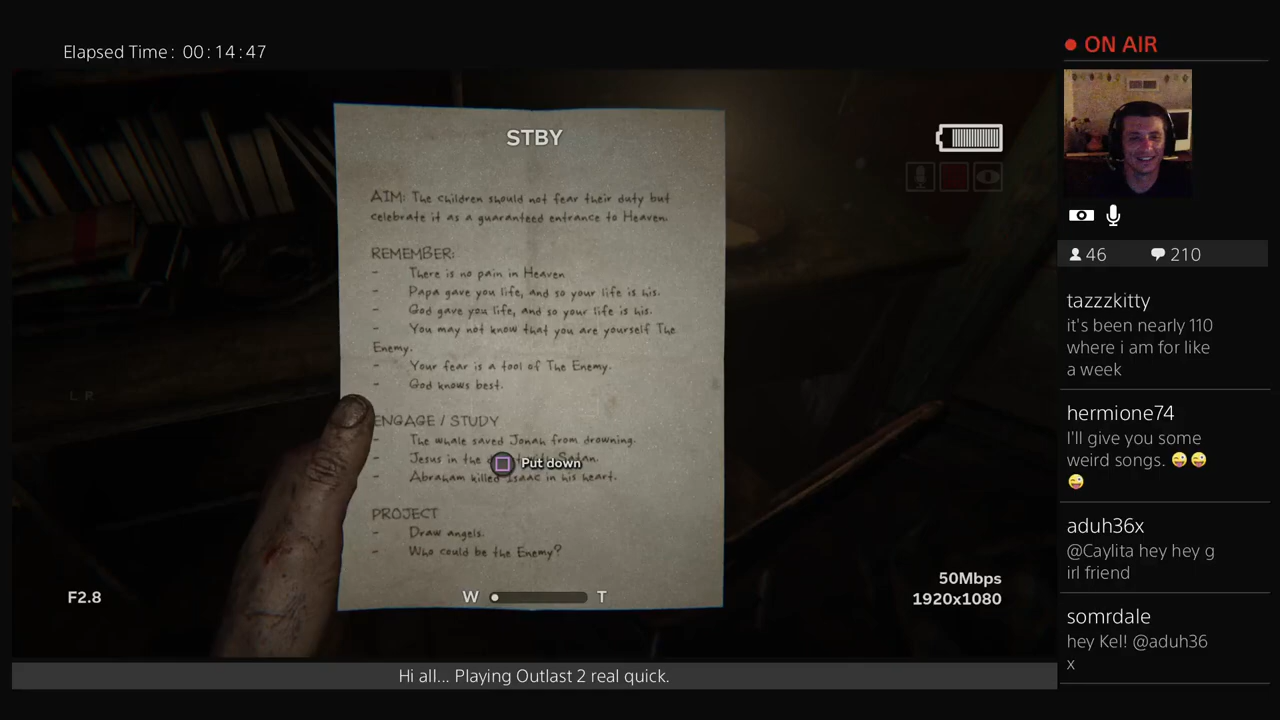 Elapsed Time: 00:14:47
ON AIR
STBY
AIM: The children should not fear their duty but
celebrate it as a guaranteed entrance to Heaven.
REMEMBER:
- There is no pain in Heaven
- Papa gave you life, and so your life is his.
- God gave you life, and so your life is his.
- You may not know that you are yourself The
Enemy.
- Your fear is a tool of The Enemy.
- God knows best.
ENGAGE / STUDY
- The whale saved Jonah from drowning.
- Jesus in the Satan.
Put down
- Abraham killed Isaac in his heart.
PROJECT
- Draw angels.
- Who could be the Enemy?
W T
F2.8
50Mbps
1920x1080
46 210
tazzzkitty
it's been nearly 110
where i am for like
a week
hermione74
I'll give you some
weird songs. 😜😜
😜
aduh36x
@Caylita hey hey g
irl friend
somrdale
hey Kel! @aduh36
x
Hi all... Playing Outlast 2 real quick.